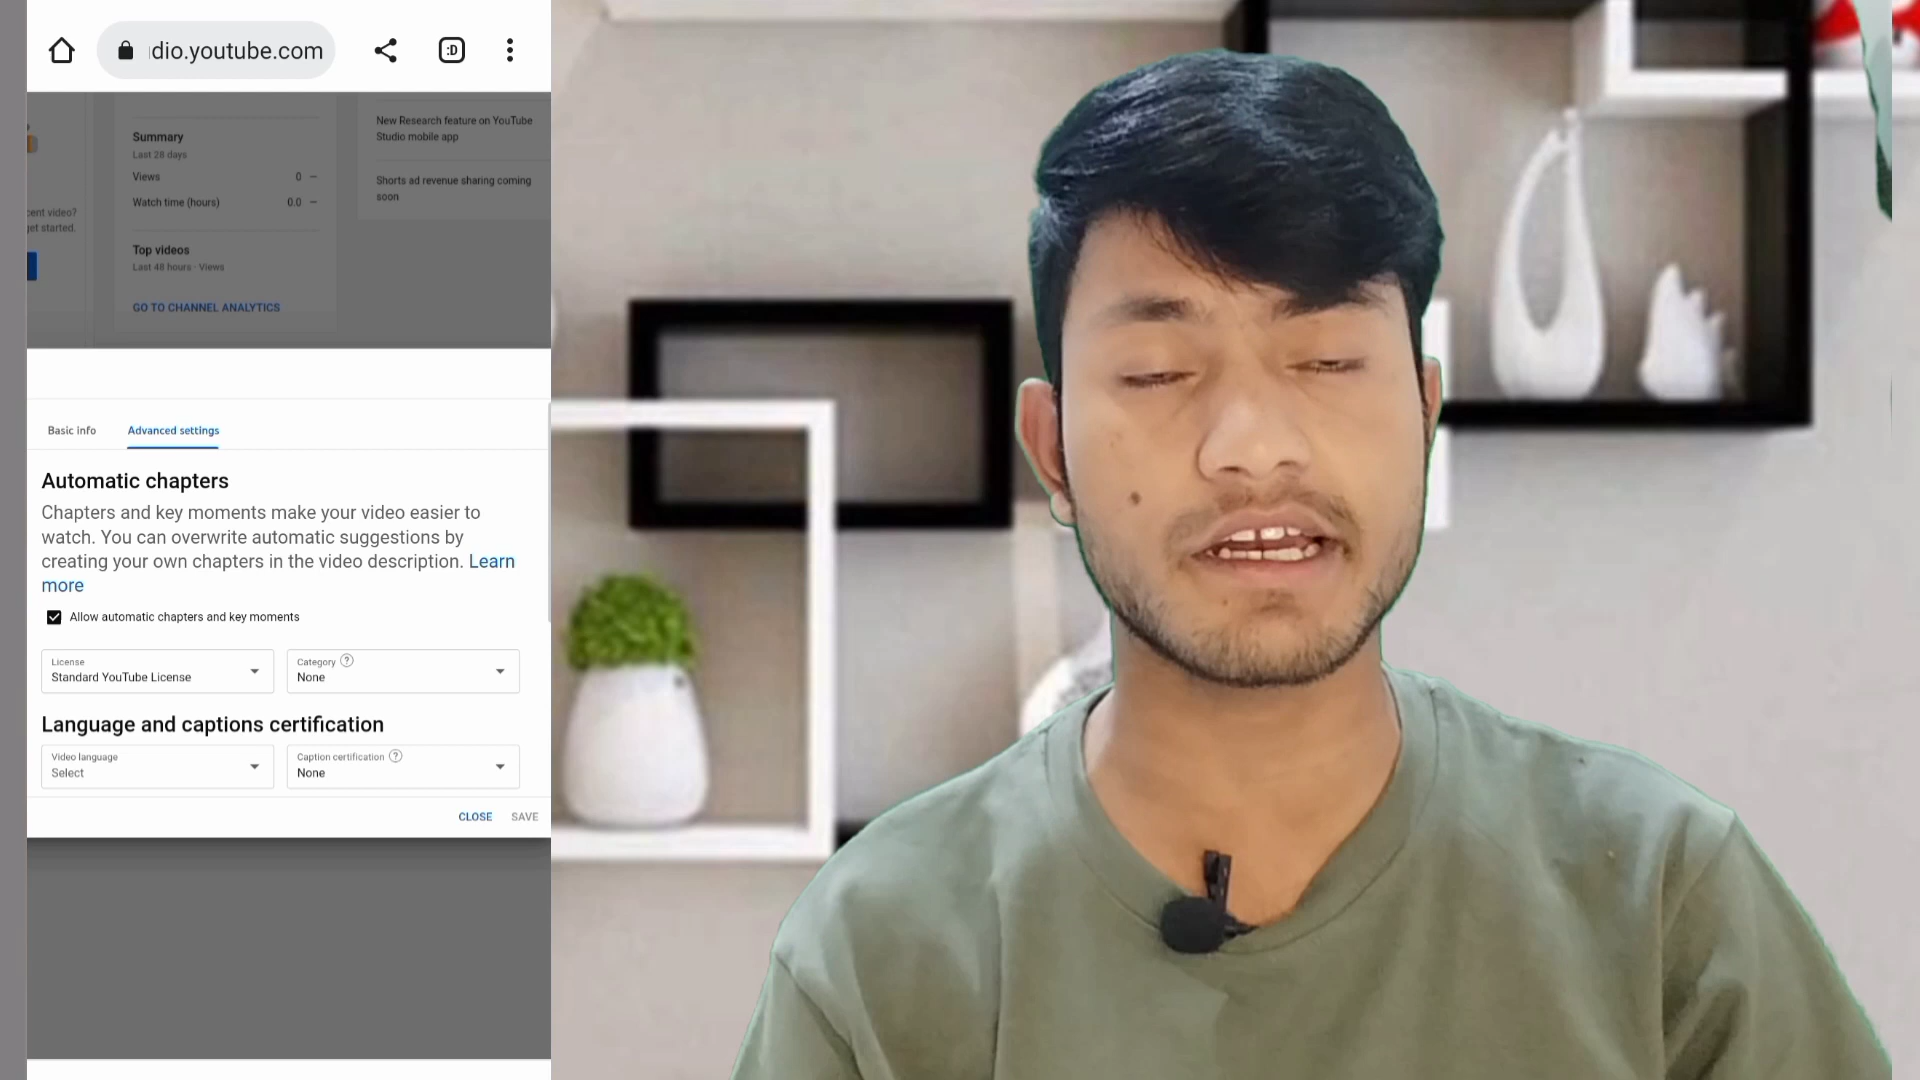 dio.youtube.com
:D
New Research feature on YouTube
Studio mobile app
Shorts ad revenue sharing coming
soon
Summary
Last 28 days
Views 0 –
Watch time (hours) 0.0 –
cent video?
get started.
Top videos
Last 48 hours · Views
GO TO CHANNEL ANALYTICS
Basic info Advanced settings
Automatic chapters
Chapters and key moments make your video easier to
watch. You can overwrite automatic suggestions by
creating your own chapters in the video description. Learn
more
Allow automatic chapters and key moments
License
Standard YouTube License
Category ?
None
Language and captions certification
Video language
Select
Caption certification ?
None
CLOSE SAVE